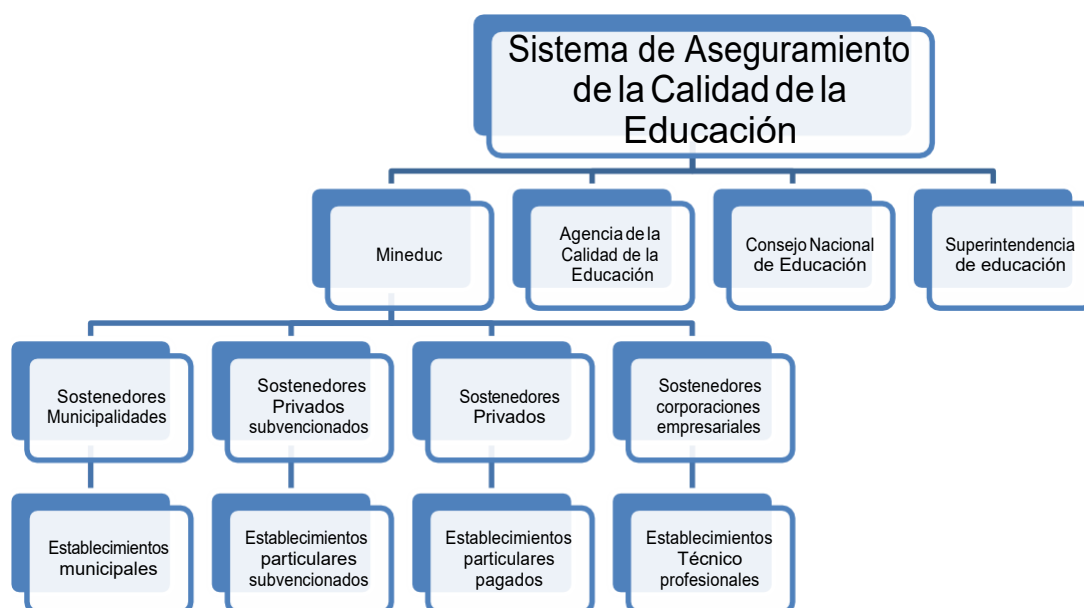 Sistema de Aseguramiento
de la Calidad de la
Educación
Mineduc
Agencia de la
Calidad de la
Educación
Consejo Nacional
de Educación
Superintendencia
de educación
Sostenedores
Municipalidades
Sostenedores
Privados
subvencionados
Sostenedores
Privados
Sostenedores
corporaciones
empresariales
Establecimientos
municipales
Establecimientos
particulares
subvencionados
Establecimientos
particulares
pagados
Establecimientos
Técnico
profesionales